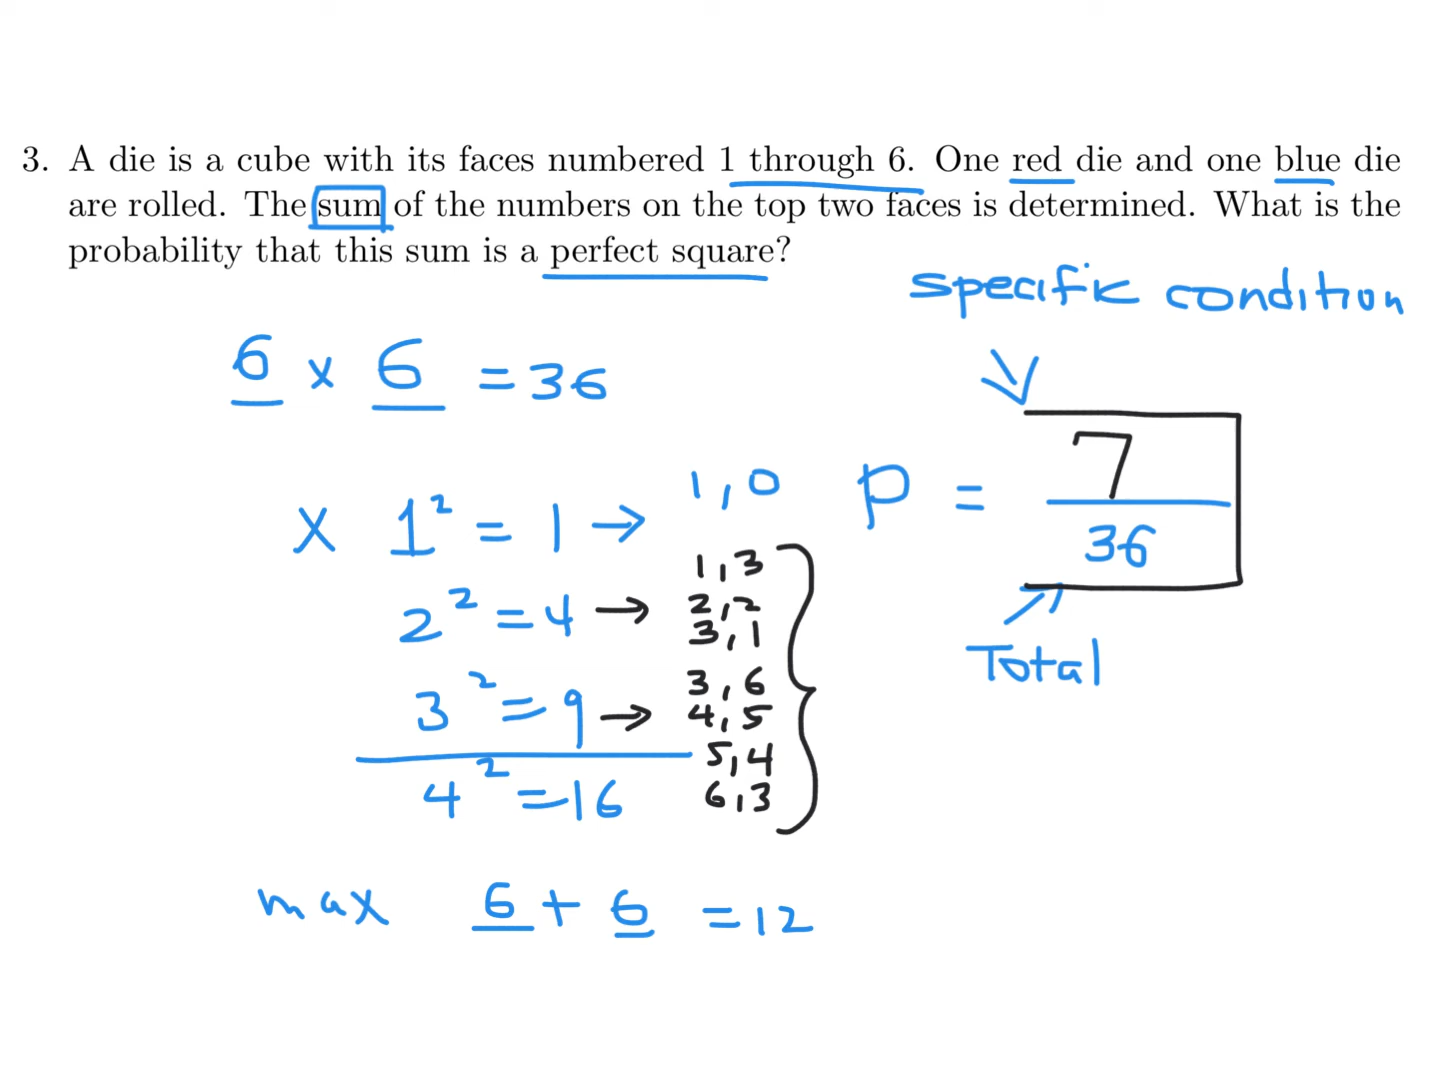 3. A die is a cube with its faces numbered 1 through 6. One red die and one blue die
are rolled. The sum of the numbers on the top two faces is determined. What is the
probability that this sum is a perfect square?
specific condition
6 x 6 = 36
7
P =
36
1, 0
x 1² = 1 →
1, 3
2² = 4 →
2, 2
3, 1
3² = 9 →
3, 6
4, 5
5, 4
6, 3
Total
4² = 16
max 6 + 6 = 12